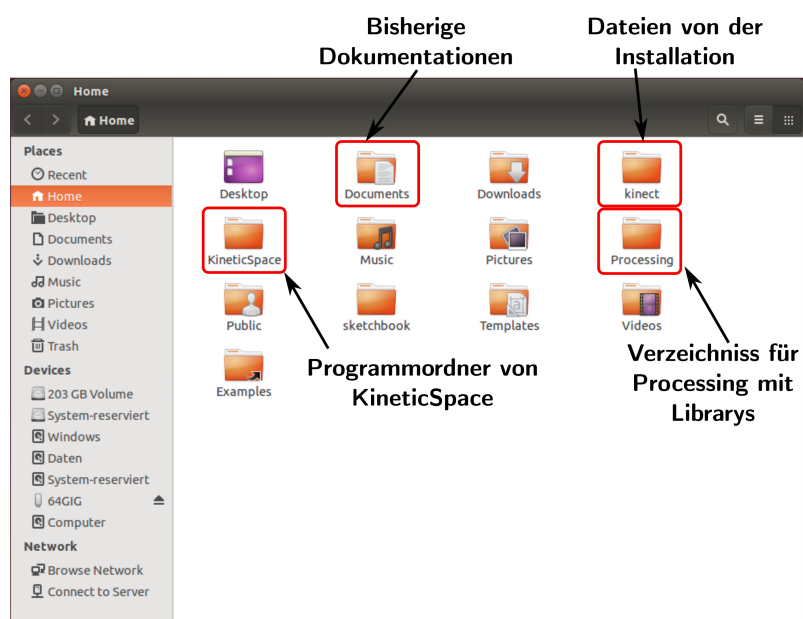 Bisherige
Dokumentationen
Dateien von der
Installation
Home
Home
Places
Recent
Home
Desktop
Documents
Downloads
Music
Pictures
Videos
Trash
Devices
203 GB Volume
System-reserviert
Windows
Daten
System-reserviert
64GIG
Computer
Network
Browse Network
Connect to Server
Desktop
Documents
Downloads
kinect
KineticSpace
Music
Pictures
Processing
Public
sketchbook
Templates
Videos
Examples
Programmordner von
KineticSpace
Verzeichniss für
Processing mit
Librarys